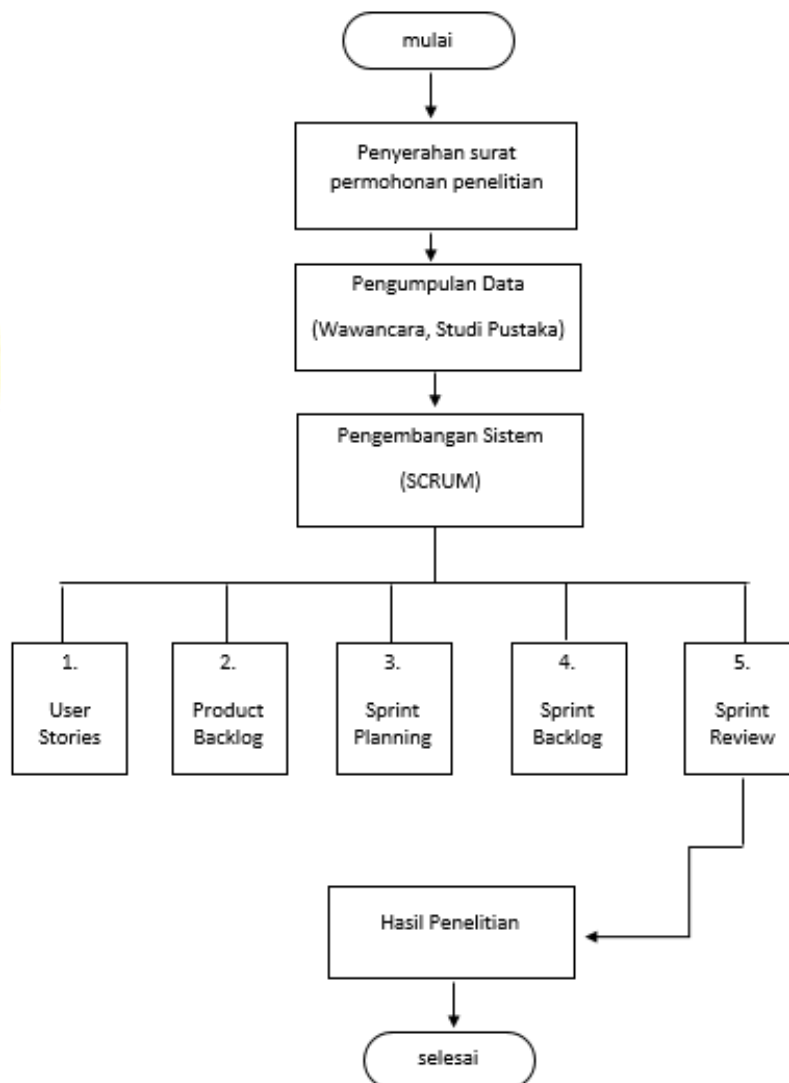 mulai
Penyerahan surat
permohonan penelitian
Pengumpulan Data
(Wawancara, Studi Pustaka)
Pengembangan Sistem
(SCRUM)
1.
User
Stories
2.
Product
Backlog
3.
Sprint
Planning
4.
Sprint
Backlog
5.
Sprint
Review
Hasil Penelitian
selesai